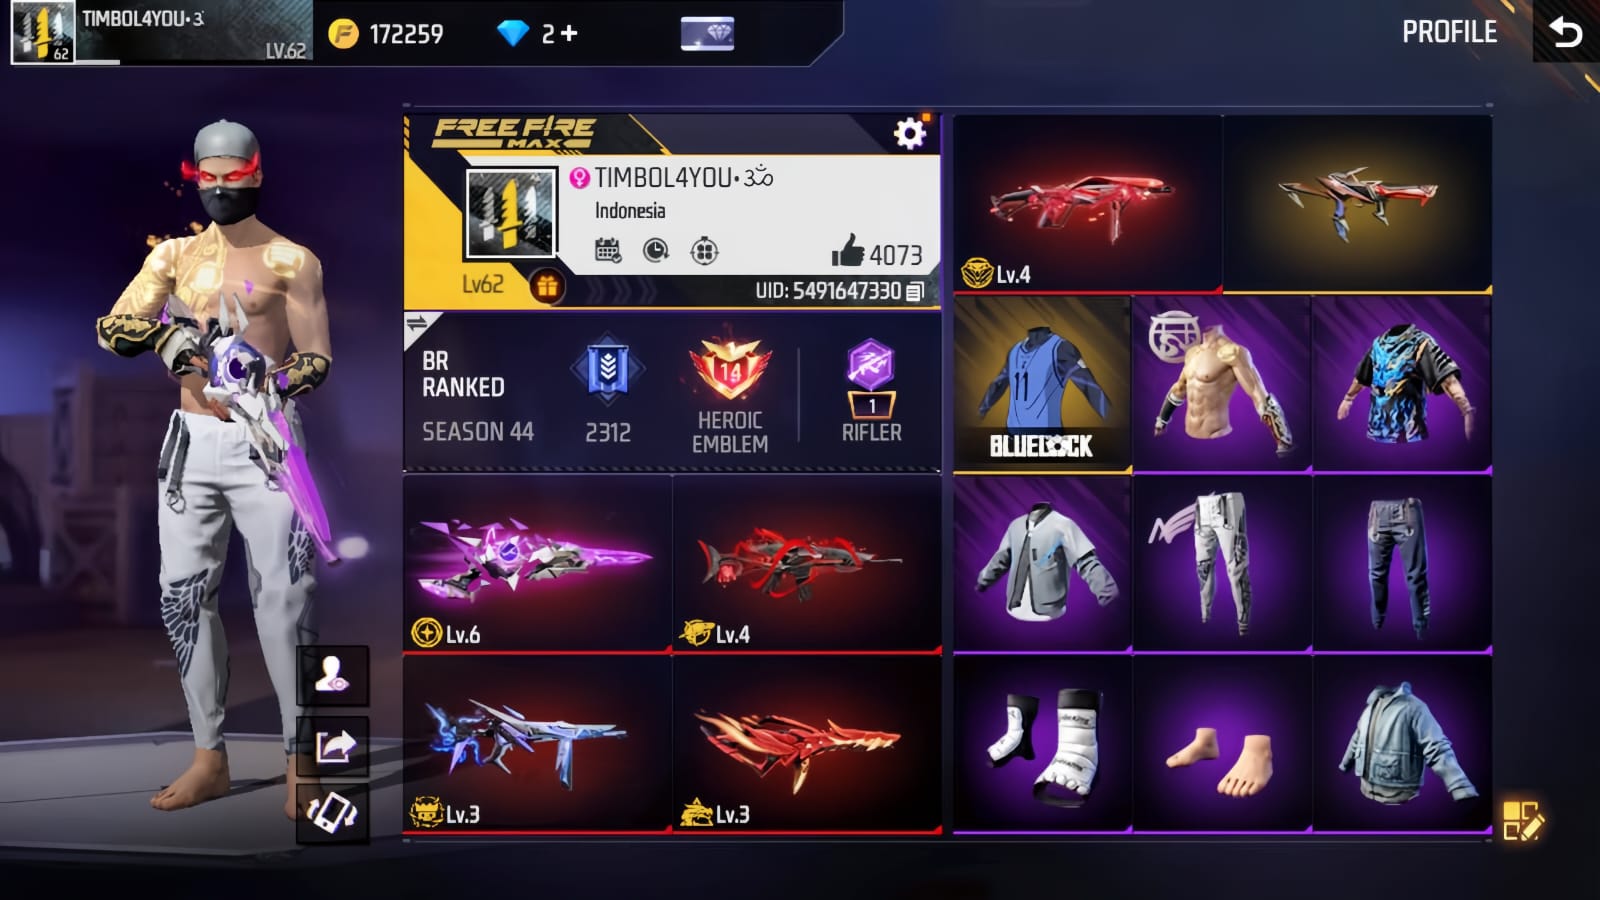 TIMBOL4YOU•3
62
LV.62
172259
2+
PROFILE
FREE FIRE
MAX
TIMBOL4YOU•ॐ
Indonesia
4073
Lv62
UID: 5491647330
BR
RANKED
SEASON 44
2312
14
HEROIC
EMBLEM
1
RIFLER
Lv.4
11
BLUELOCK
Lv.6
Lv.4
Lv.3
Lv.3